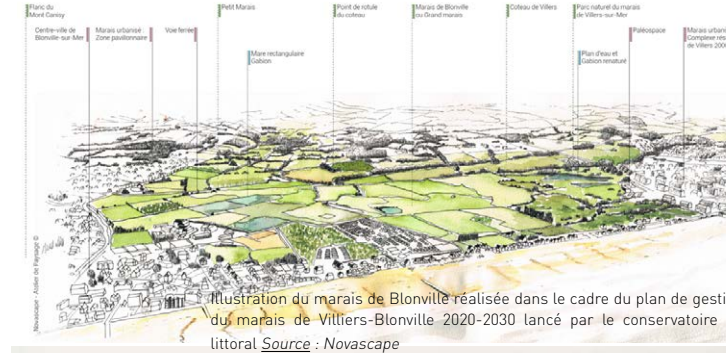 Flanc du
Mont Canisy
Petit Marais
Point de rotule
du coteau
Marais de Blonville
ou Grand marais
Coteau de Villers
Parc naturel du marais
de Villers-sur-Mer
Centre-ville de
Blonville-sur-Mer
Marais urbanisé :
Zone pavillonnaire
Voie ferrée
Mare rectangulaire
Gabion
Plan d'eau et
Gabion renaturé
Paléospace
Marais urbani
Complexe rés
de Villers 200
Novascape - Atelier de Paysage ©
Illustration du marais de Blonville réalisée dans le cadre du plan de gesti
du marais de Villiers-Blonville 2020-2030 lancé par le conservatoire
littoral Source : Novascape